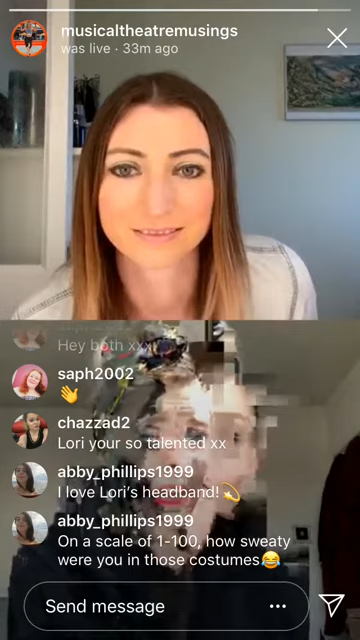 musicaltheatremusings
was live · 33m ago
Hey both xxx
saph2002
👋
chazzad2
Lori your so talented xx
abby_phillips1999
I love Lori's headband! 💫
abby_phillips1999
On a scale of 1-100, how sweaty
were you in those costumes😂
Send message